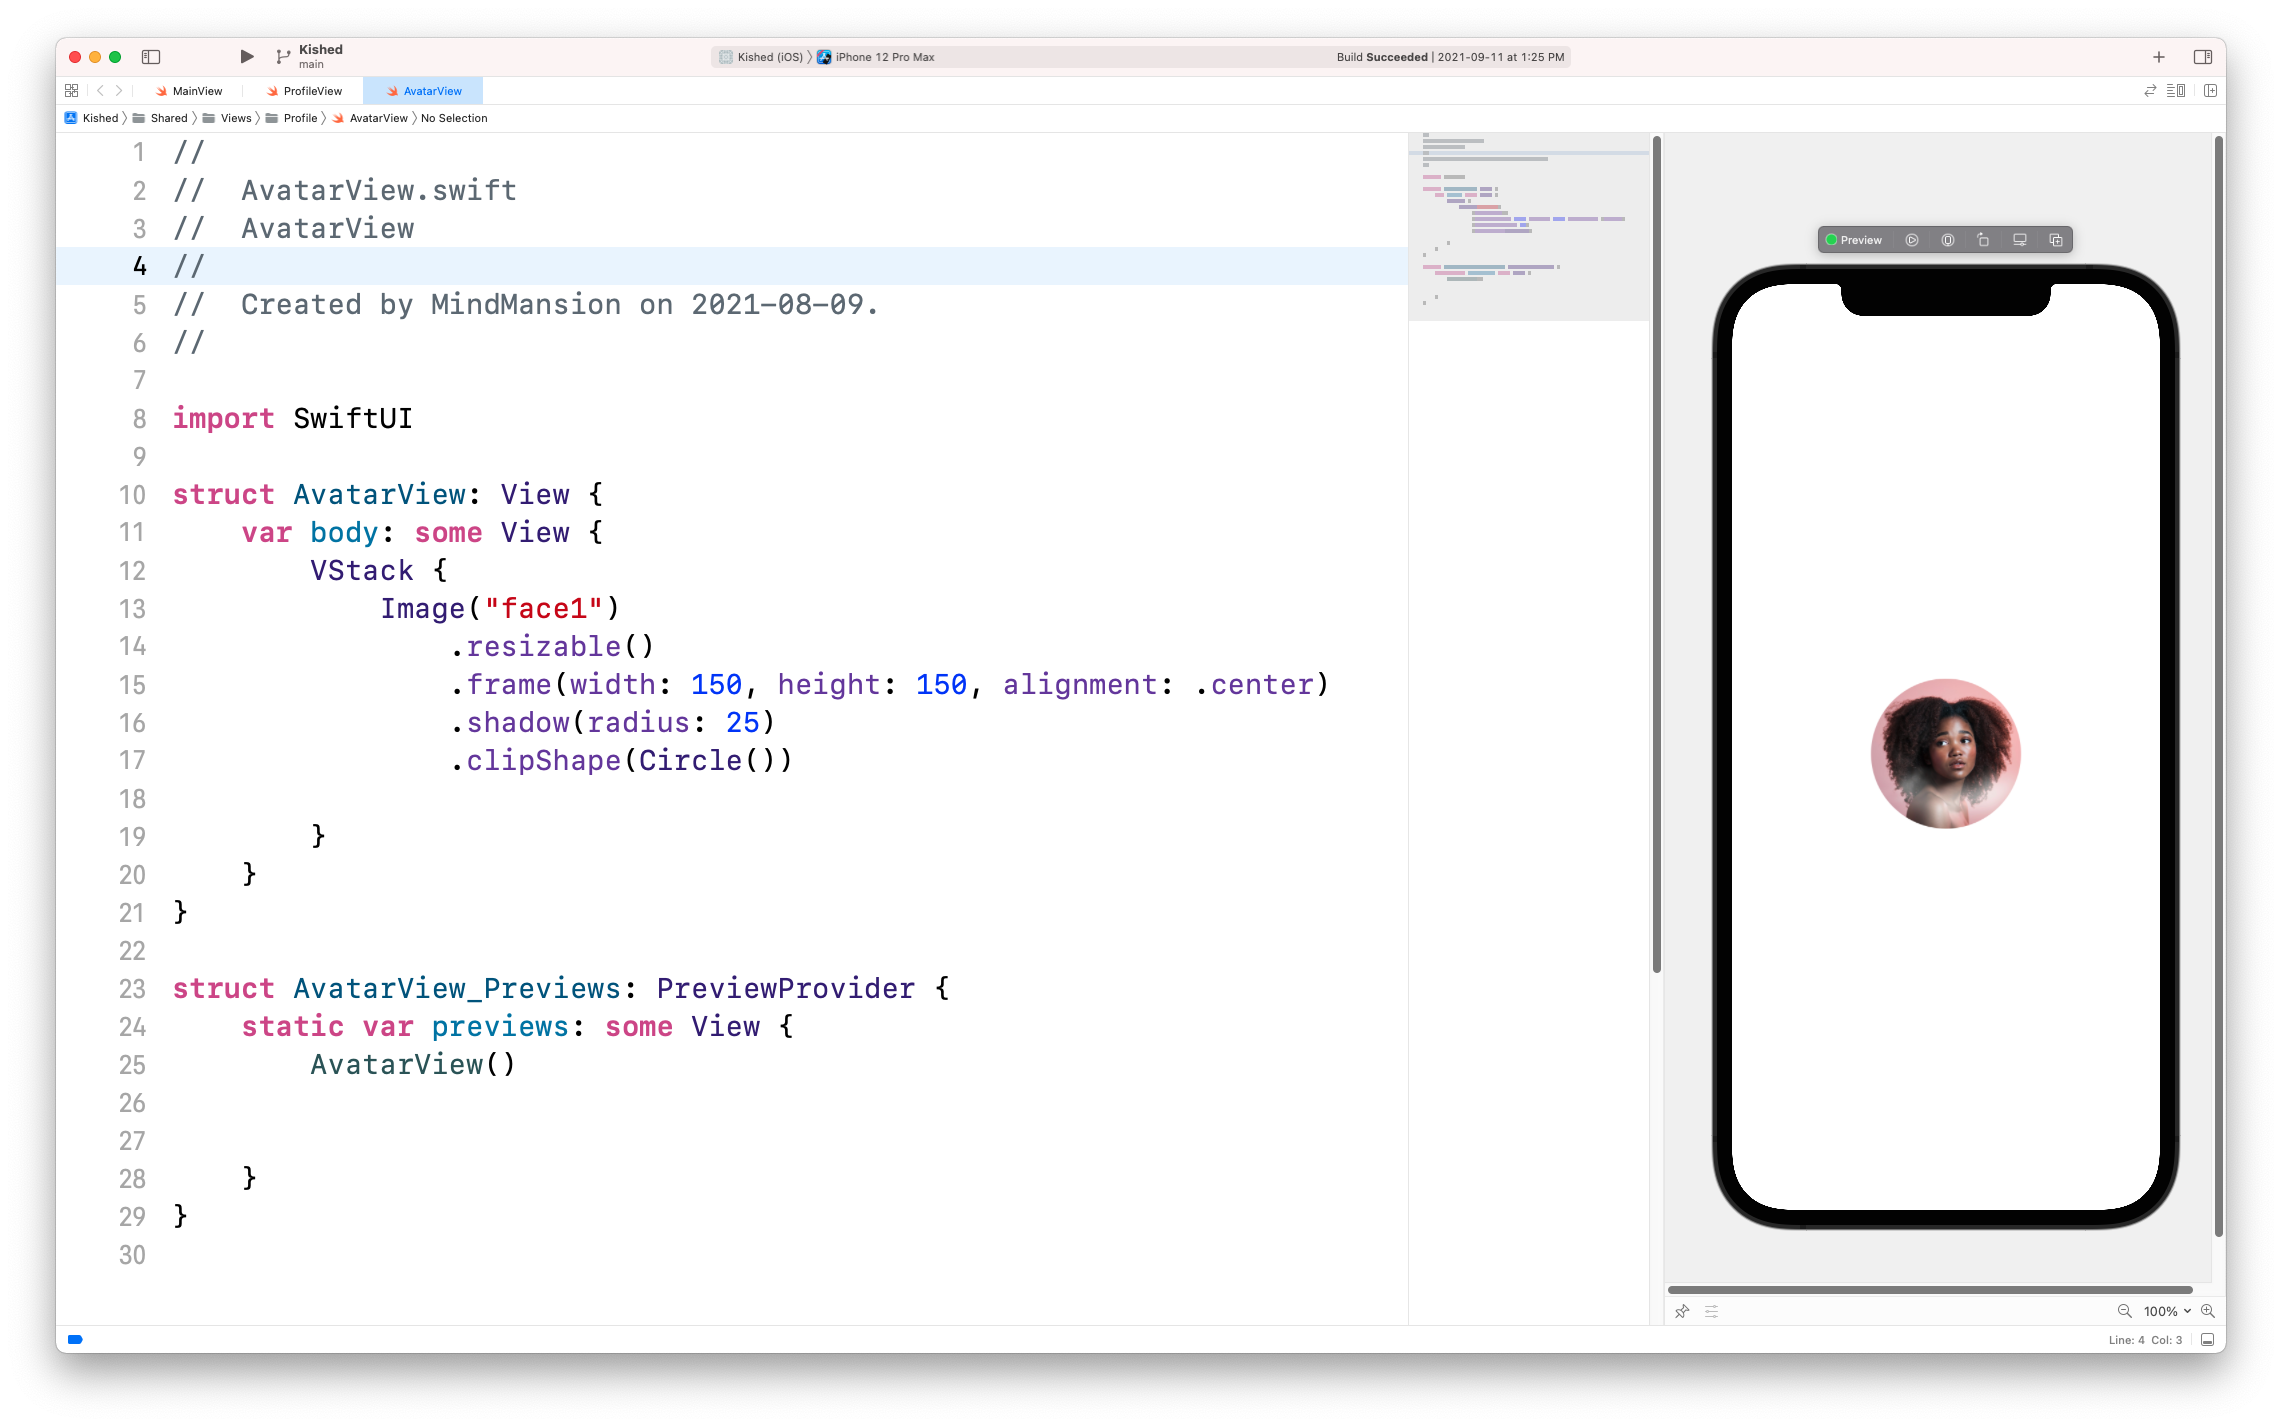 Kished
main
Kished (iOS) 〉 iPhone 12 Pro Max
Build Succeeded | 2021-09-11 at 1:25 PM
MainView
ProfileView
AvatarView
Kished 〉 Shared 〉 Views 〉 Profile 〉 AvatarView 〉 No Selection
1 //
2 //  AvatarView.swift
3 //  AvatarView
4 //
5 //  Created by MindMansion on 2021-08-09.
6 //
7
8 import SwiftUI
9
10 struct AvatarView: View {
11     var body: some View {
12         VStack {
13             Image("face1")
14                 .resizable()
15                 .frame(width: 150, height: 150, alignment: .center)
16                 .shadow(radius: 25)
17                 .clipShape(Circle())
18
19         }
20     }
21 }
22
23 struct AvatarView_Previews: PreviewProvider {
24     static var previews: some View {
25         AvatarView()
26
27
28     }
29 }
30
Preview
100%
Line: 4  Col: 3